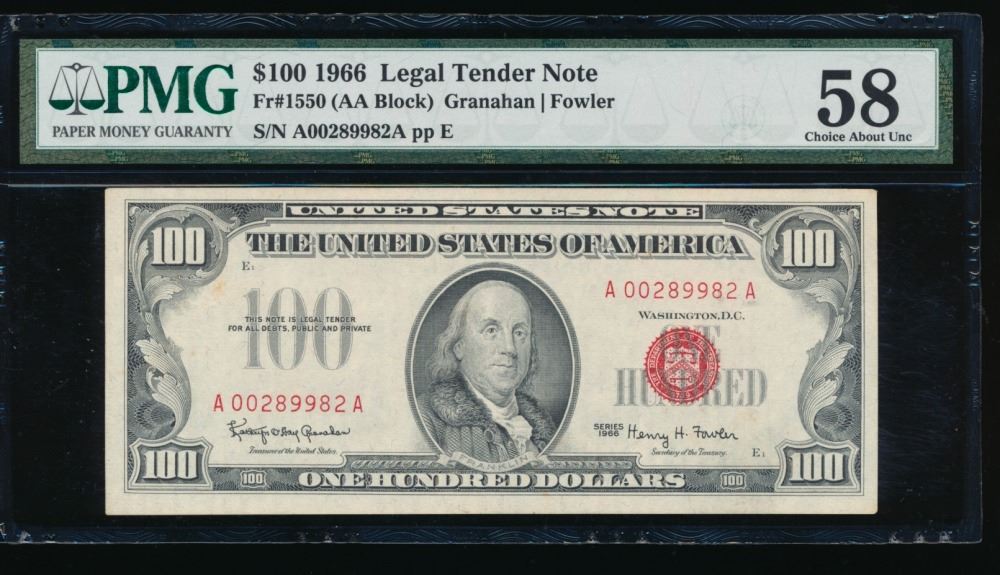 PMG
PAPER MONEY GUARANTY
$100 1966 Legal Tender Note
Fr#1550 (AA Block) Granahan | Fowler
S/N A00289982A pp E
58
Choice About Unc
UNITED STATES NOTE
100
THE UNITED STATES OF AMERICA
100
E1
A 00289982 A
100
THIS NOTE IS LEGAL TENDER
FOR ALL DEBTS, PUBLIC AND PRIVATE
WASHINGTON, D.C.
ONE
HUNDRED
A 00289982 A
Kathryn O'Hay Granahan
Treasurer of the United States.
SERIES
1966
Henry H. Fowler
Secretary of the Treasury.
E1
FRANKLIN
100
100
ONE HUNDRED DOLLARS
100
100